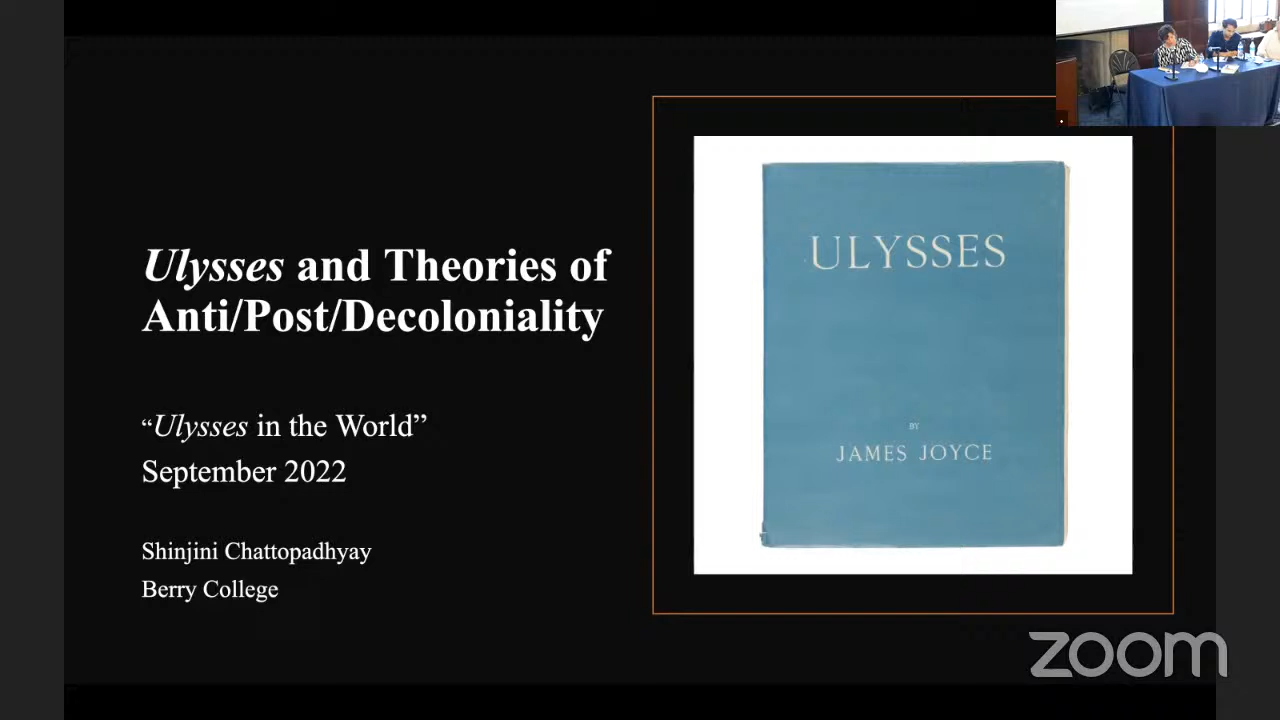 Ulysses and Theories of
Anti/Post/Decoloniality
“Ulysses in the World”
September 2022
Shinjini Chattopadhyay
Berry College
ULYSSES
BY
JAMES JOYCE
zoom